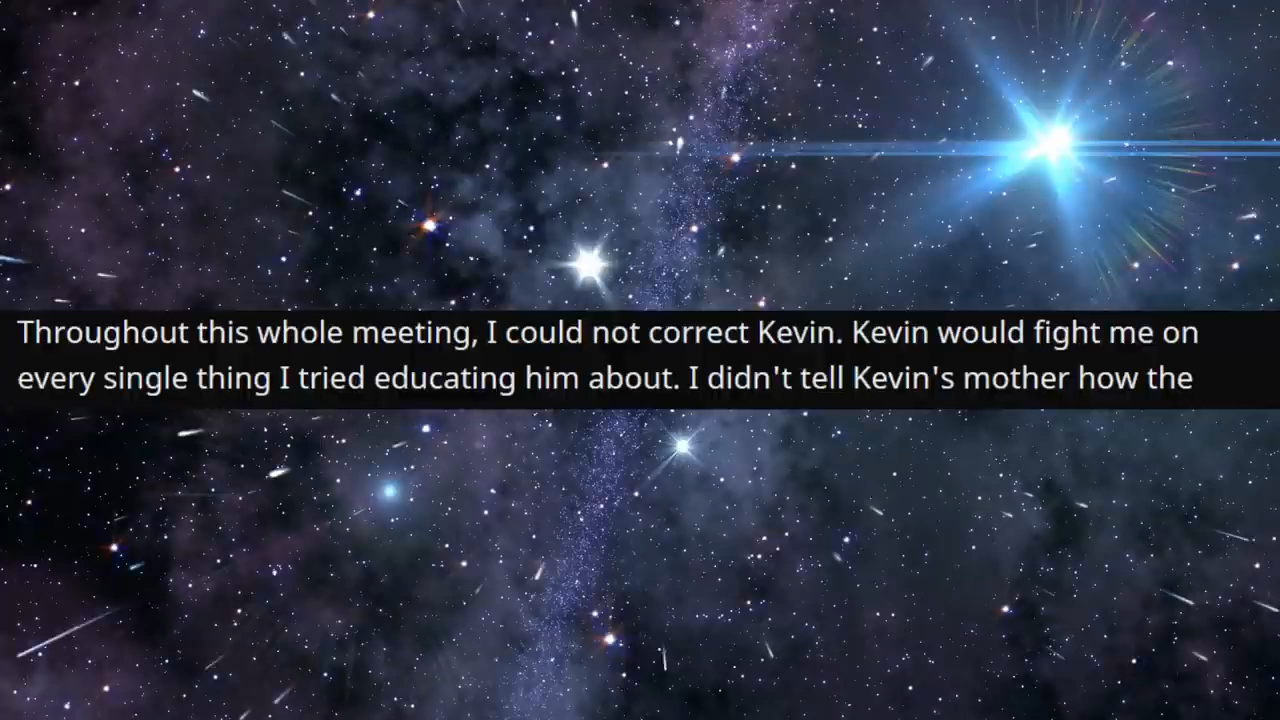 Throughout this whole meeting, I could not correct Kevin. Kevin would fight me on
every single thing I tried educating him about. I didn't tell Kevin's mother how the